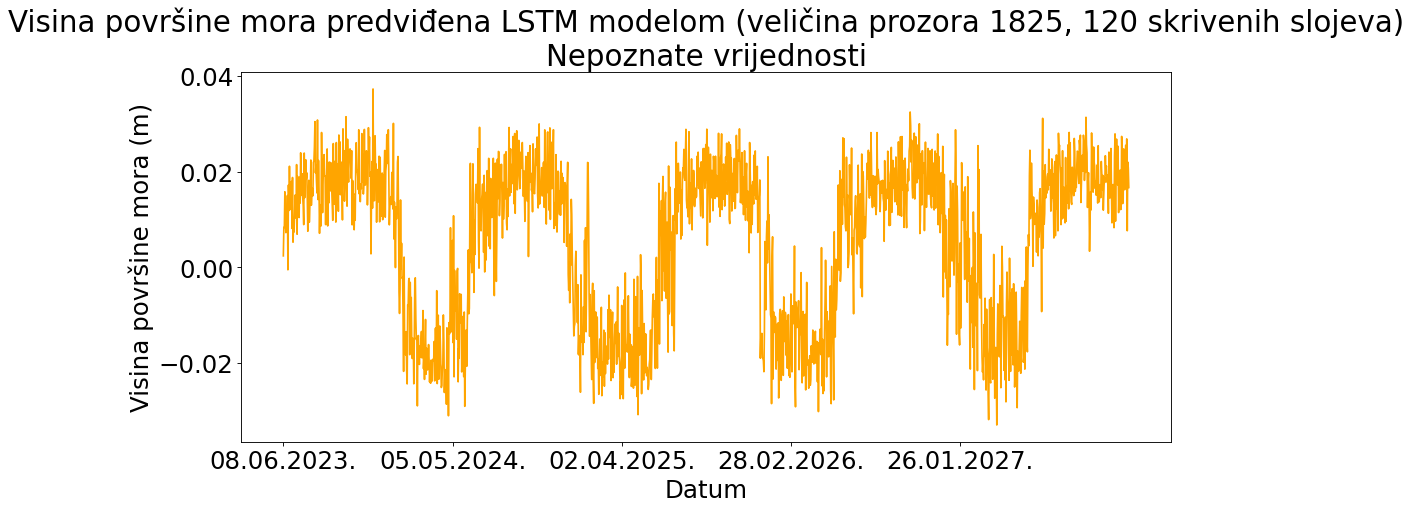 Visina površine mora predviđena LSTM modelom (veličina prozora 1825, 120 skrivenih slojeva)
Nepoznate vrijednosti
Visina površine mora (m)
0.04
0.02
0.00
−0.02
08.06.2023. 05.05.2024. 02.04.2025. 28.02.2026. 26.01.2027.
Datum